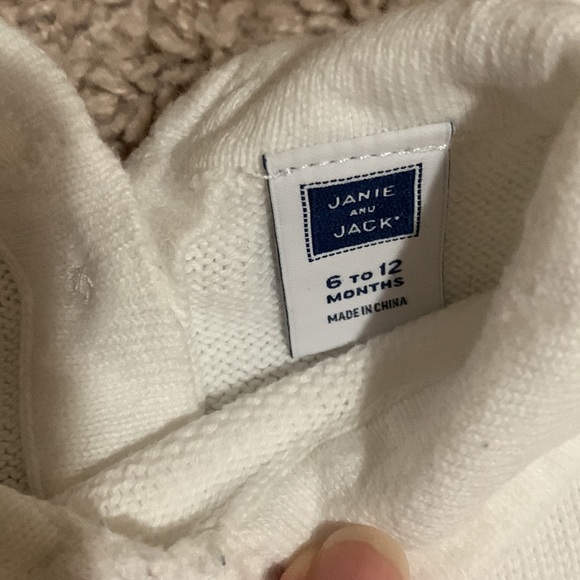 JANIE
AND
JACK®
6 TO 12
MONTHS
MADE IN CHINA